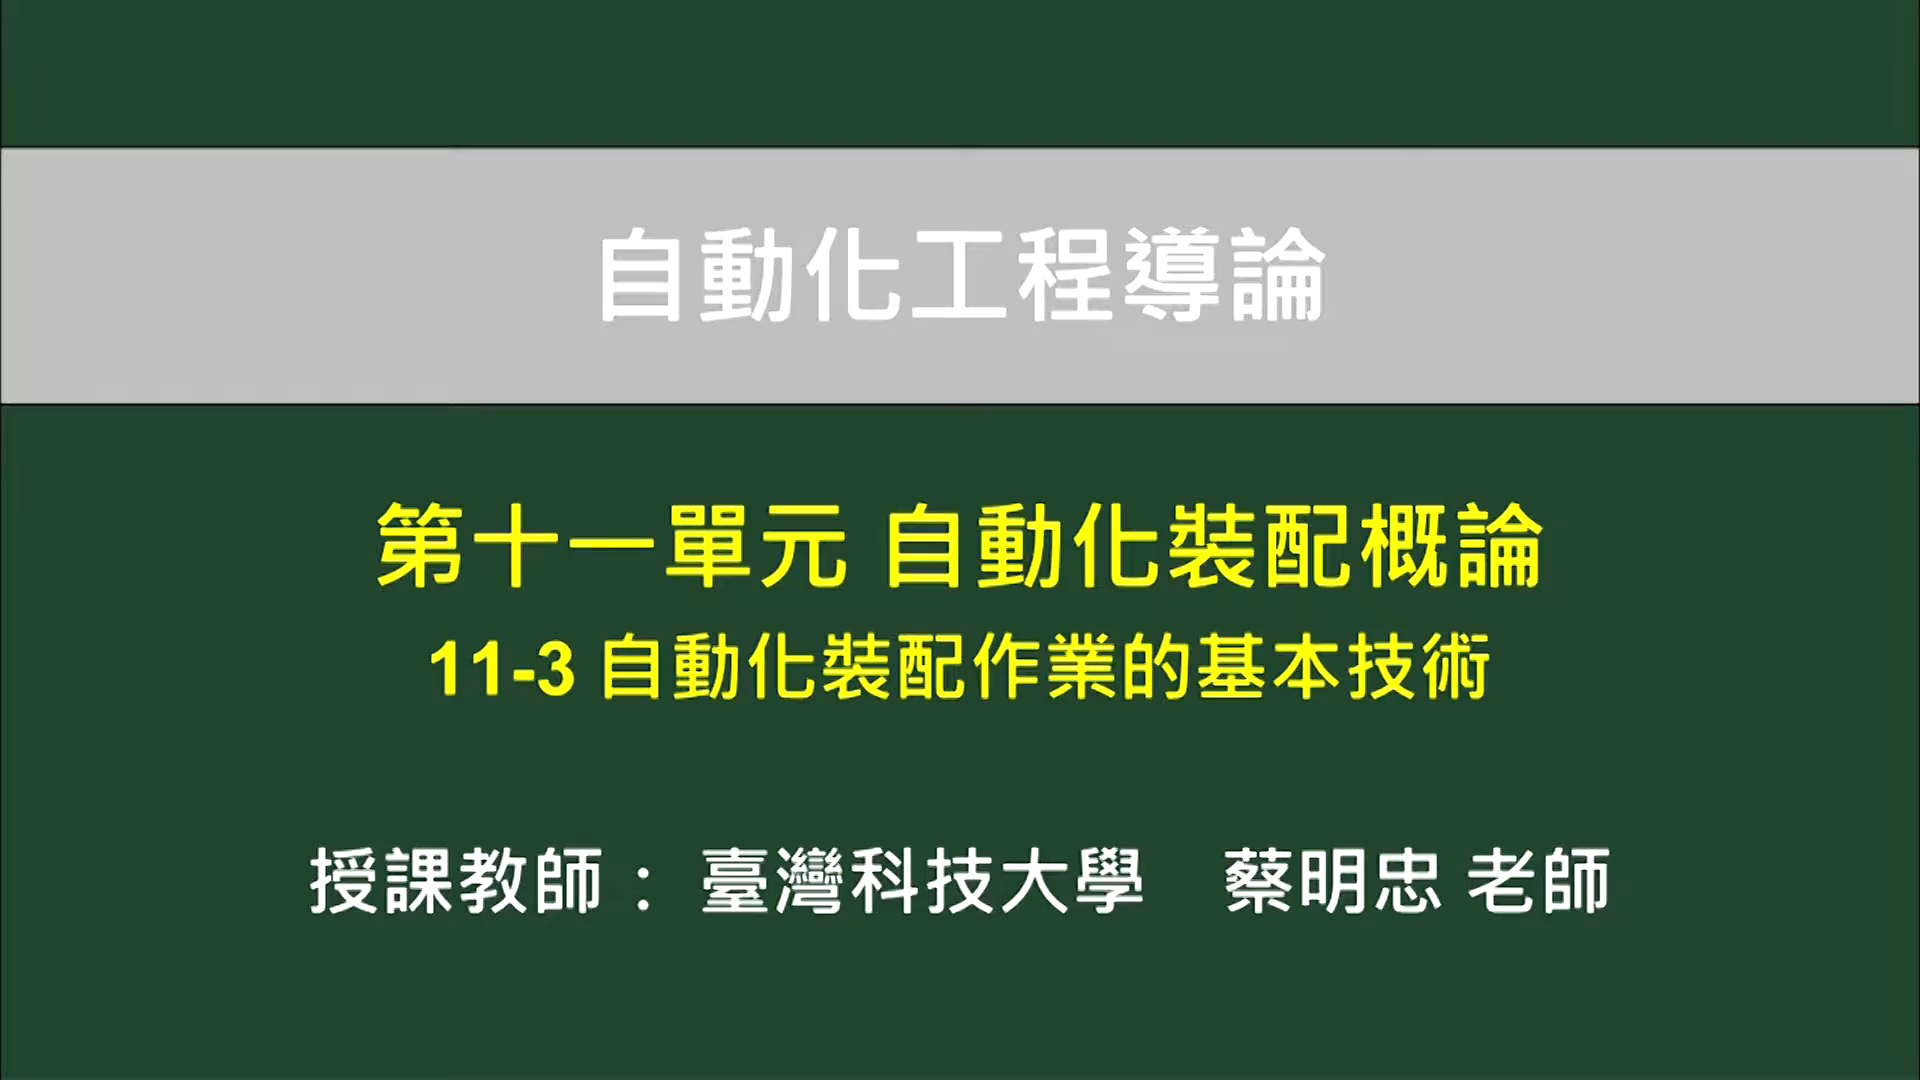 自動化工程導論
第十一單元 自動化裝配概論
11-3 自動化裝配作業的基本技術
授課教師： 臺灣科技大學　蔡明忠 老師